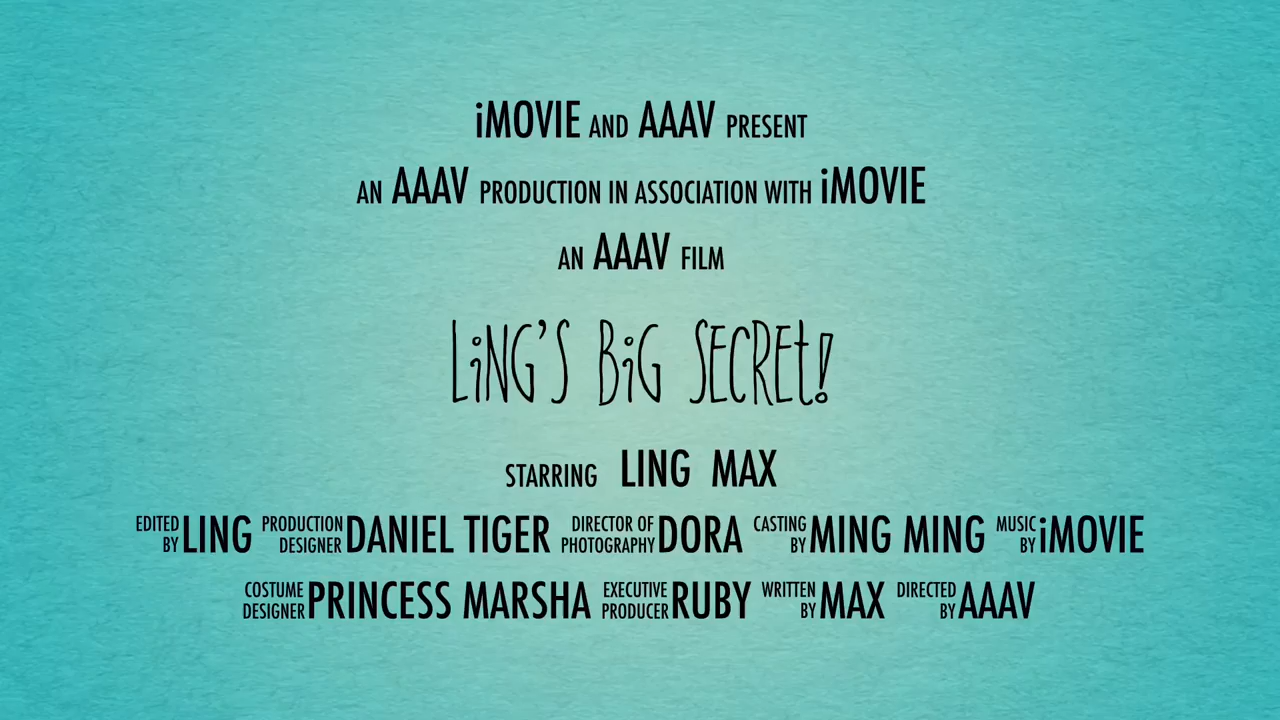 iMOVIE AND AAAV PRESENT
AN AAAV PRODUCTION IN ASSOCIATION WITH iMOVIE
AN AAAV FILM
LiNG'S BiG SECREt!
STARRING LING MAX
EDITED BY LING PRODUCTION DESIGNER DANIEL TIGER DIRECTOR OF PHOTOGRAPHY DORA CASTING BY MING MING MUSIC BY iMOVIE
COSTUME DESIGNER PRINCESS MARSHA EXECUTIVE PRODUCER RUBY WRITTEN BY MAX DIRECTED BY AAAV